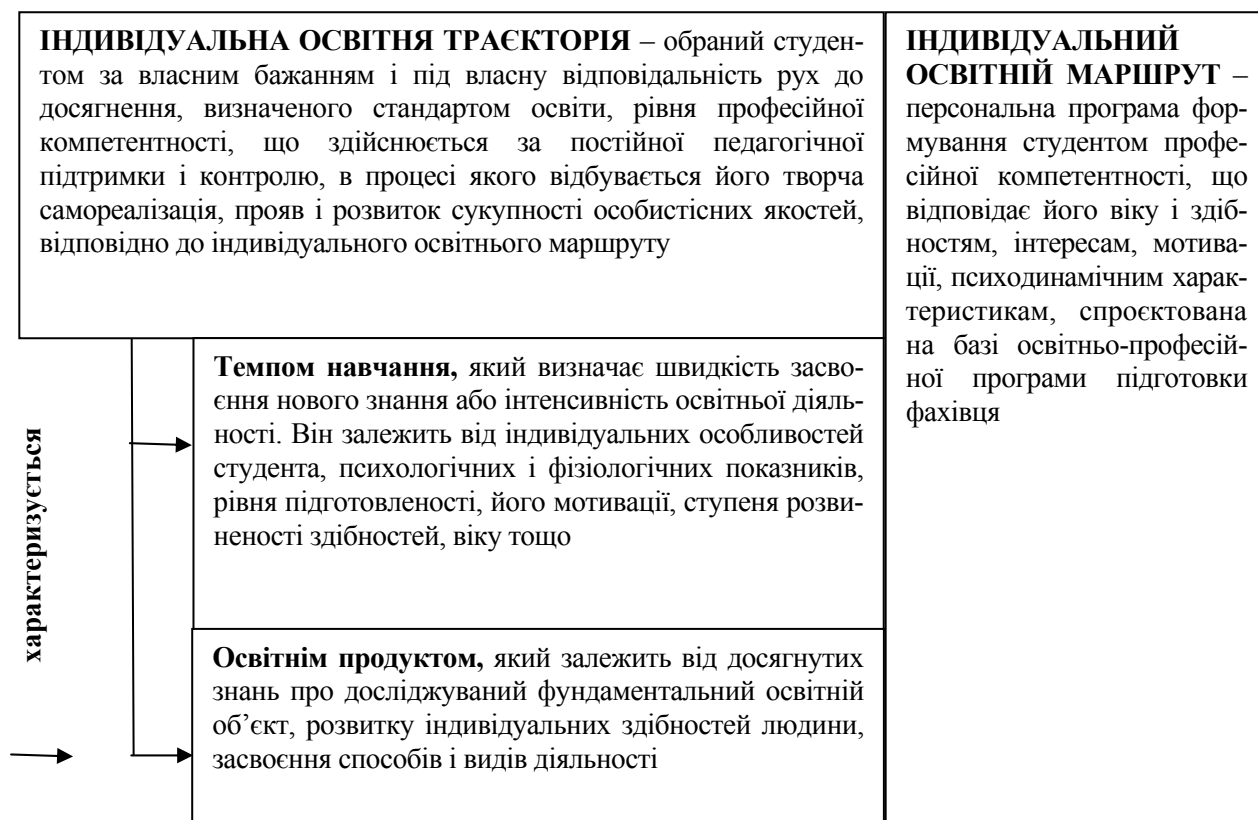 ІНДИВІДУАЛЬНА ОСВІТНЯ ТРАЄКТОРІЯ – обраний студен-
том за власним бажанням і під власну відповідальність рух до
досягнення, визначеного стандартом освіти, рівня професійної
компетентності, що здійснюється за постійної педагогічної
підтримки і контролю, в процесі якого відбувається його творча
самореалізація, прояв і розвиток сукупності особистісних якостей,
відповідно до індивідуального освітнього маршруту
ІНДИВІДУАЛЬНИЙ
ОСВІТНІЙ МАРШРУТ –
персональна програма фор-
мування студентом профе-
сійної компетентності, що
відповідає його віку і здіб-
ностям, інтересам, мотива-
ції, психодинамічним харак-
теристикам, спроєктована
на базі освітньо-професій-
ної програми підготовки
фахівця
характеризується
Темпом навчання, який визначає швидкість засво-
єння нового знання або інтенсивність освітньої діяль-
ності. Він залежить від індивідуальних особливостей
студента, психологічних і фізіологічних показників,
рівня підготовленості, його мотивації, ступеня розви-
неності здібностей, віку тощо
Освітнім продуктом, який залежить від досягнутих
знань про досліджуваний фундаментальний освітній
об’єкт, розвитку індивідуальних здібностей людини,
засвоєння способів і видів діяльності